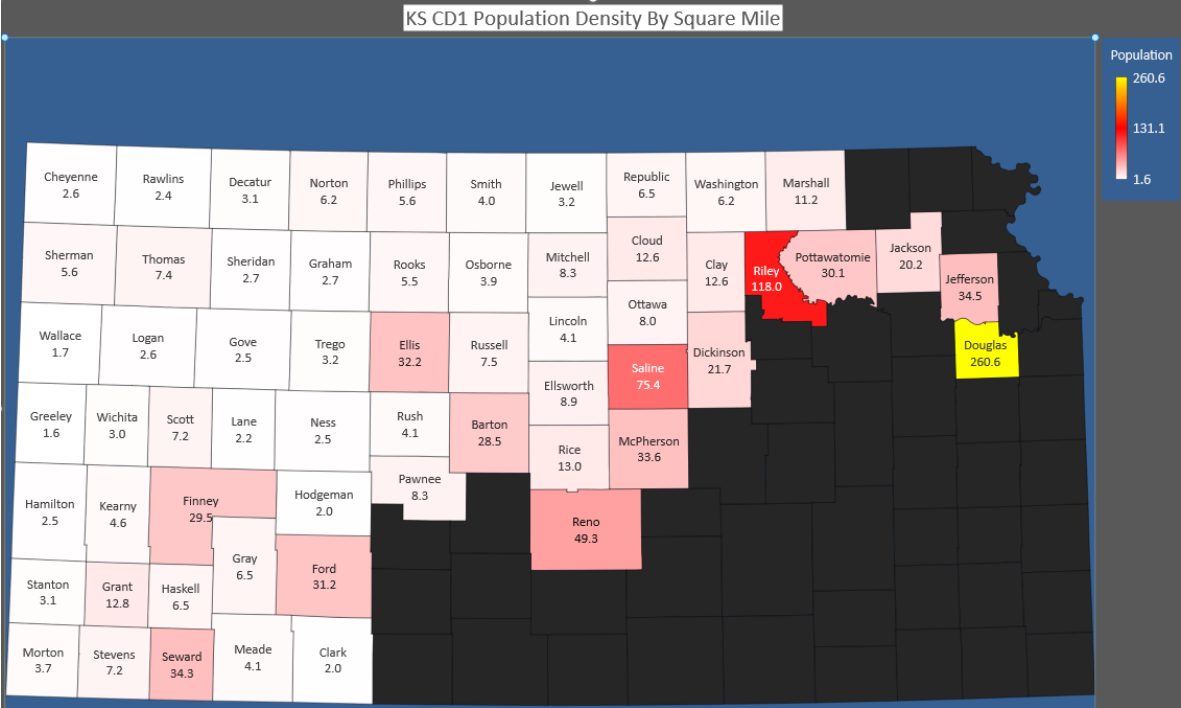 KS CD1 Population Density By Square Mile
Population
260.6
131.1
1.6
Cheyenne
2.6
Rawlins
2.4
Decatur
3.1
Norton
6.2
Phillips
5.6
Smith
4.0
Jewell
3.2
Republic
6.5
Washington
6.2
Marshall
11.2
Sherman
5.6
Thomas
7.4
Sheridan
2.7
Graham
2.7
Rooks
5.5
Osborne
3.9
Mitchell
8.3
Cloud
12.6
Clay
12.6
Riley
118.0
Pottawatomie
30.1
Jackson
20.2
Jefferson
34.5
Ottawa
8.0
Wallace
1.7
Logan
2.6
Gove
2.5
Trego
3.2
Ellis
32.2
Russell
7.5
Lincoln
4.1
Saline
75.4
Dickinson
21.7
Douglas
260.6
Ellsworth
8.9
Greeley
1.6
Wichita
3.0
Scott
7.2
Lane
2.2
Ness
2.5
Rush
4.1
Barton
28.5
Rice
13.0
McPherson
33.6
Hamilton
2.5
Kearny
4.6
Finney
29.5
Hodgeman
2.0
Pawnee
8.3
Reno
49.3
Gray
6.5
Ford
31.2
Stanton
3.1
Grant
12.8
Haskell
6.5
Morton
3.7
Stevens
7.2
Seward
34.3
Meade
4.1
Clark
2.0